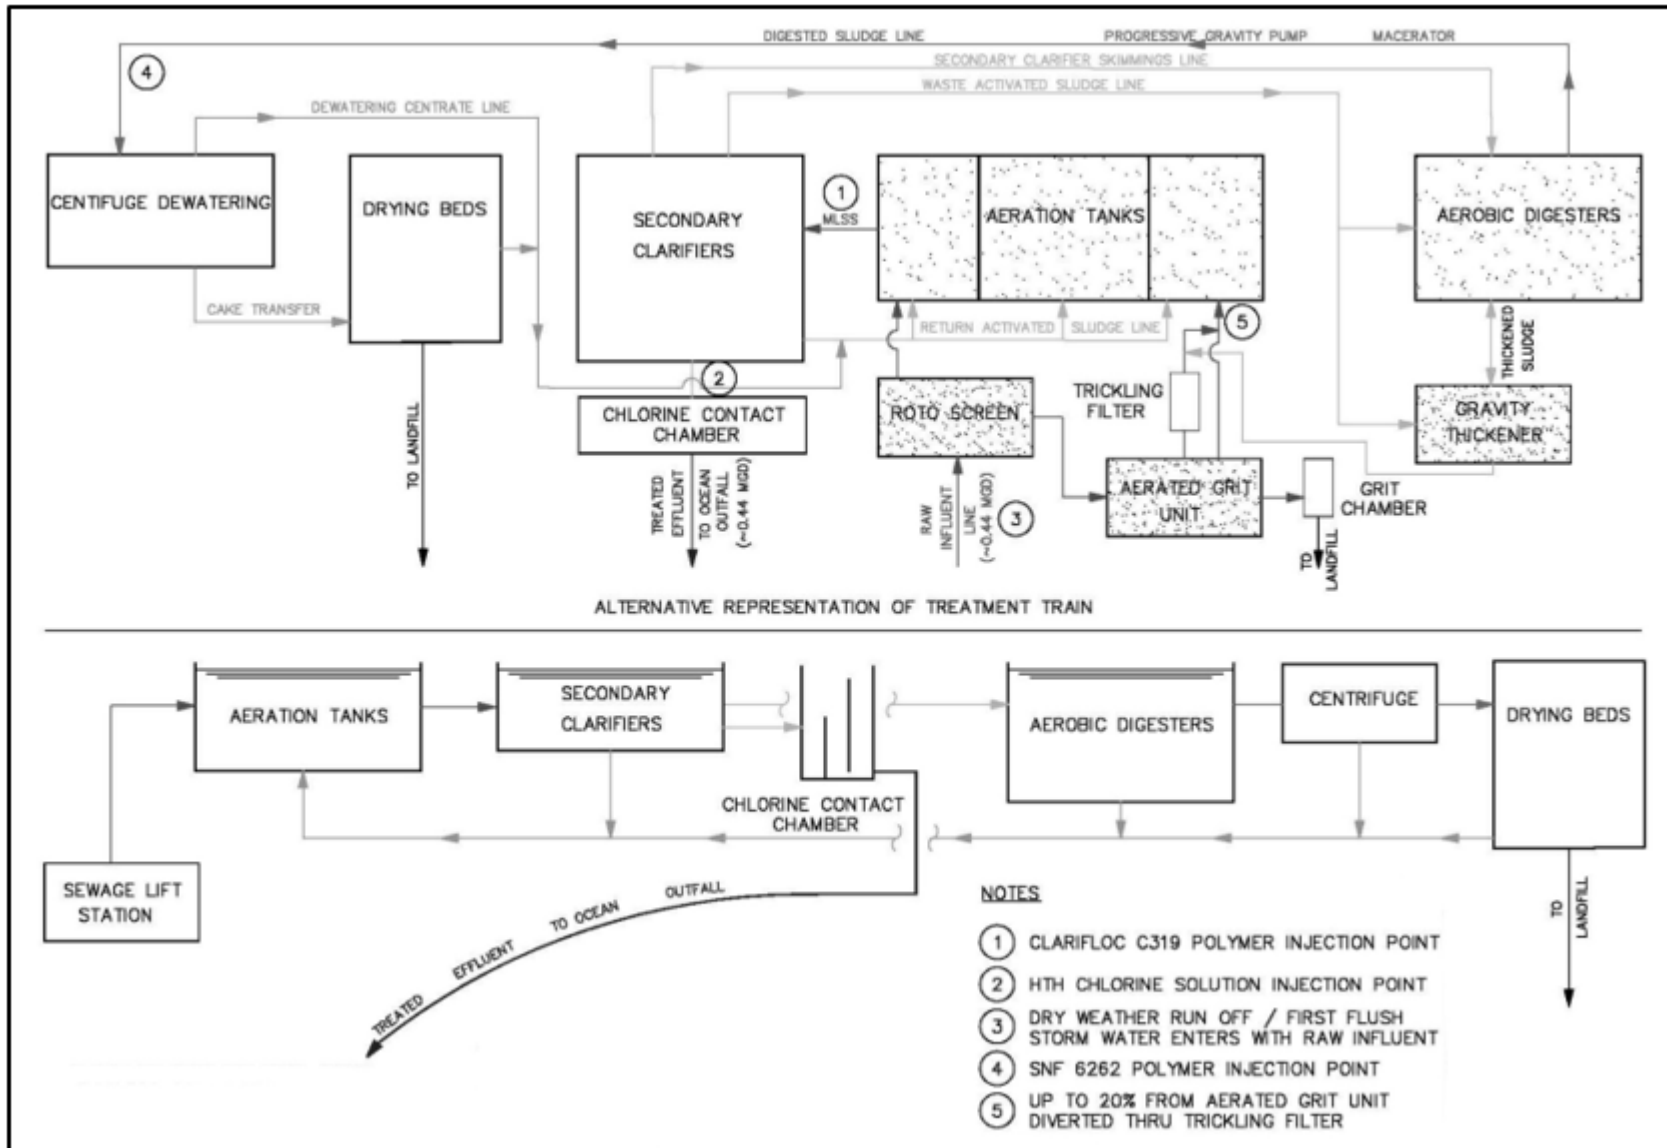 DIGESTED SLUDGE LINE
PROGRESSIVE GRAVITY PUMP
MACERATOR
SECONDARY CLARIFIER SKIMMINGS LINE
WASTE ACTIVATED SLUDGE LINE
4
DEWATERING CENTRATE LINE
CENTIFUGE DEWATERING
DRYING BEDS
SECONDARY
CLARIFIERS
1
MLSS
AERATION TANKS
AEROBIC DIGESTERS
CAKE TRANSFER
RETURN ACTIVATED SLUDGE LINE
5
THICKENED
SLUDGE
2
CHLORINE CONTACT
CHAMBER
ROTO SCREEN
TRICKLING
FILTER
GRAVITY
THICKENER
TO LANDFILL
TREATED
EFFLUENT
TO OCEAN
OUTFALL
(~0.44 MGD)
RAW
INFLUENT
LINE
(~0.44 MGD)
3
AERATED GRIT
UNIT
GRIT
CHAMBER
TO
LANDFILL
ALTERNATIVE REPRESENTATION OF TREATMENT TRAIN
AERATION TANKS
SECONDARY
CLARIFIERS
AEROBIC DIGESTERS
CENTRIFUGE
DRYING BEDS
CHLORINE CONTACT
CHAMBER
SEWAGE LIFT
STATION
TREATED EFFLUENT TO OCEAN OUTFALL
TO
LANDFILL
NOTES
1 CLARIFLOC C319 POLYMER INJECTION POINT
2 HTH CHLORINE SOLUTION INJECTION POINT
3 DRY WEATHER RUN OFF / FIRST FLUSH
STORM WATER ENTERS WITH RAW INFLUENT
4 SNF 6262 POLYMER INJECTION POINT
5 UP TO 20% FROM AERATED GRIT UNIT
DIVERTED THRU TRICKLING FILTER